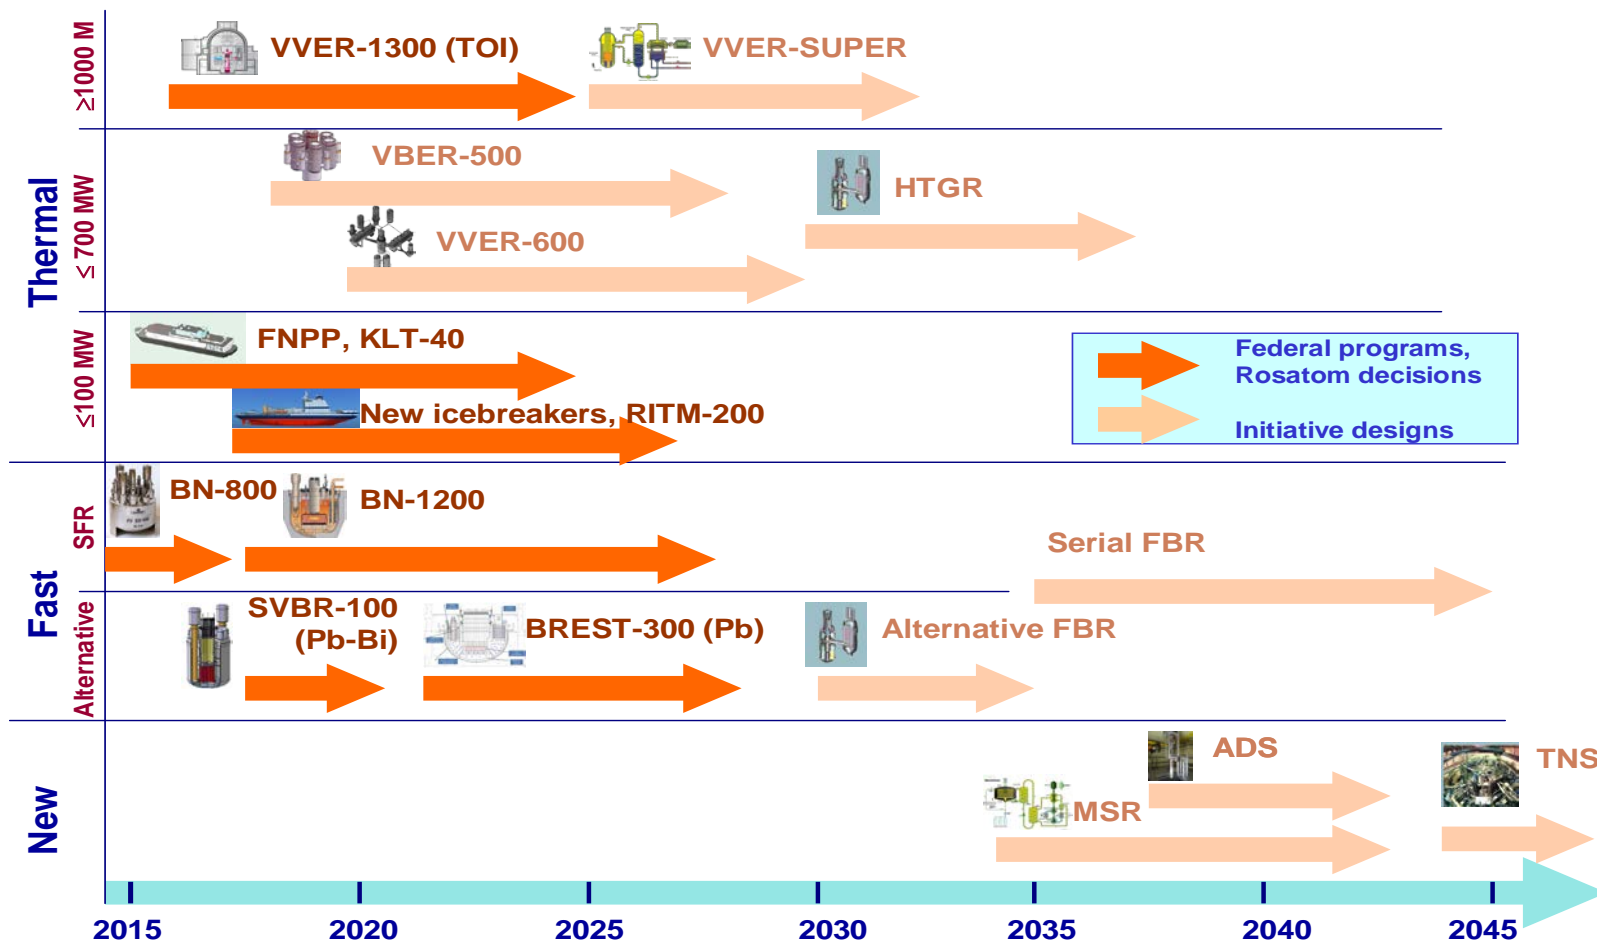 ≥1000 M
VVER-1300 (TOI)
VVER-SUPER
Thermal
≤ 700 MW
VBER-500
HTGR
VVER-600
≤100 MW
FNPP, KLT-40
New icebreakers, RITM-200
Federal programs,
Rosatom decisions
Initiative designs
Fast
SFR
BN-800
BN-1200
Serial FBR
Alternative
SVBR-100
(Pb-Bi)
BREST-300 (Pb)
Alternative FBR
New
ADS
TNS
MSR
2015
2020
2025
2030
2035
2040
2045